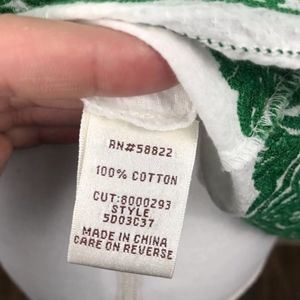 RN#58822
100% COTTON
CUT:8000293
STYLE
5D03C37
MADE IN CHINA
CARE ON REVERSE